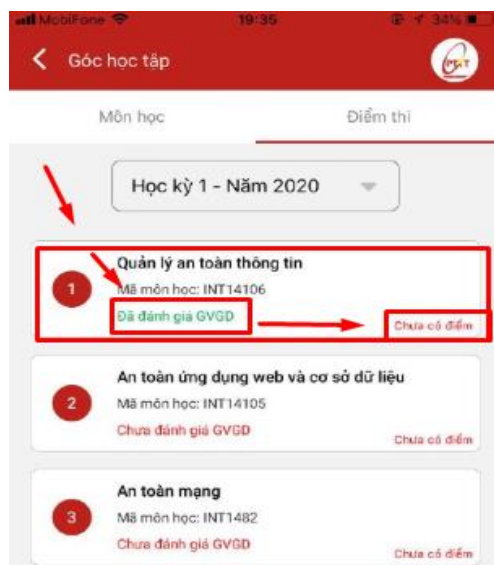 MobiFone 19:35 34%
Góc học tập
PTIT
Môn học Điểm thi
Học kỳ 1 - Năm 2020
1
Quản lý an toàn thông tin
Mã môn học: INT14106
Đã đánh giá GVGD
Chưa có điểm
2
An toàn ứng dụng web và cơ sở dữ liệu
Mã môn học: INT14105
Chưa đánh giá GVGD
Chưa có điểm
3
An toàn mạng
Mã môn học: INT1482
Chưa đánh giá GVGD
Chưa có điểm